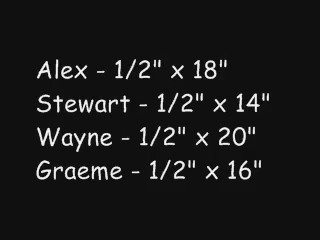 Alex - 1/2" x 18"
Stewart - 1/2" x 14"
Wayne - 1/2" x 20"
Graeme - 1/2" x 16"